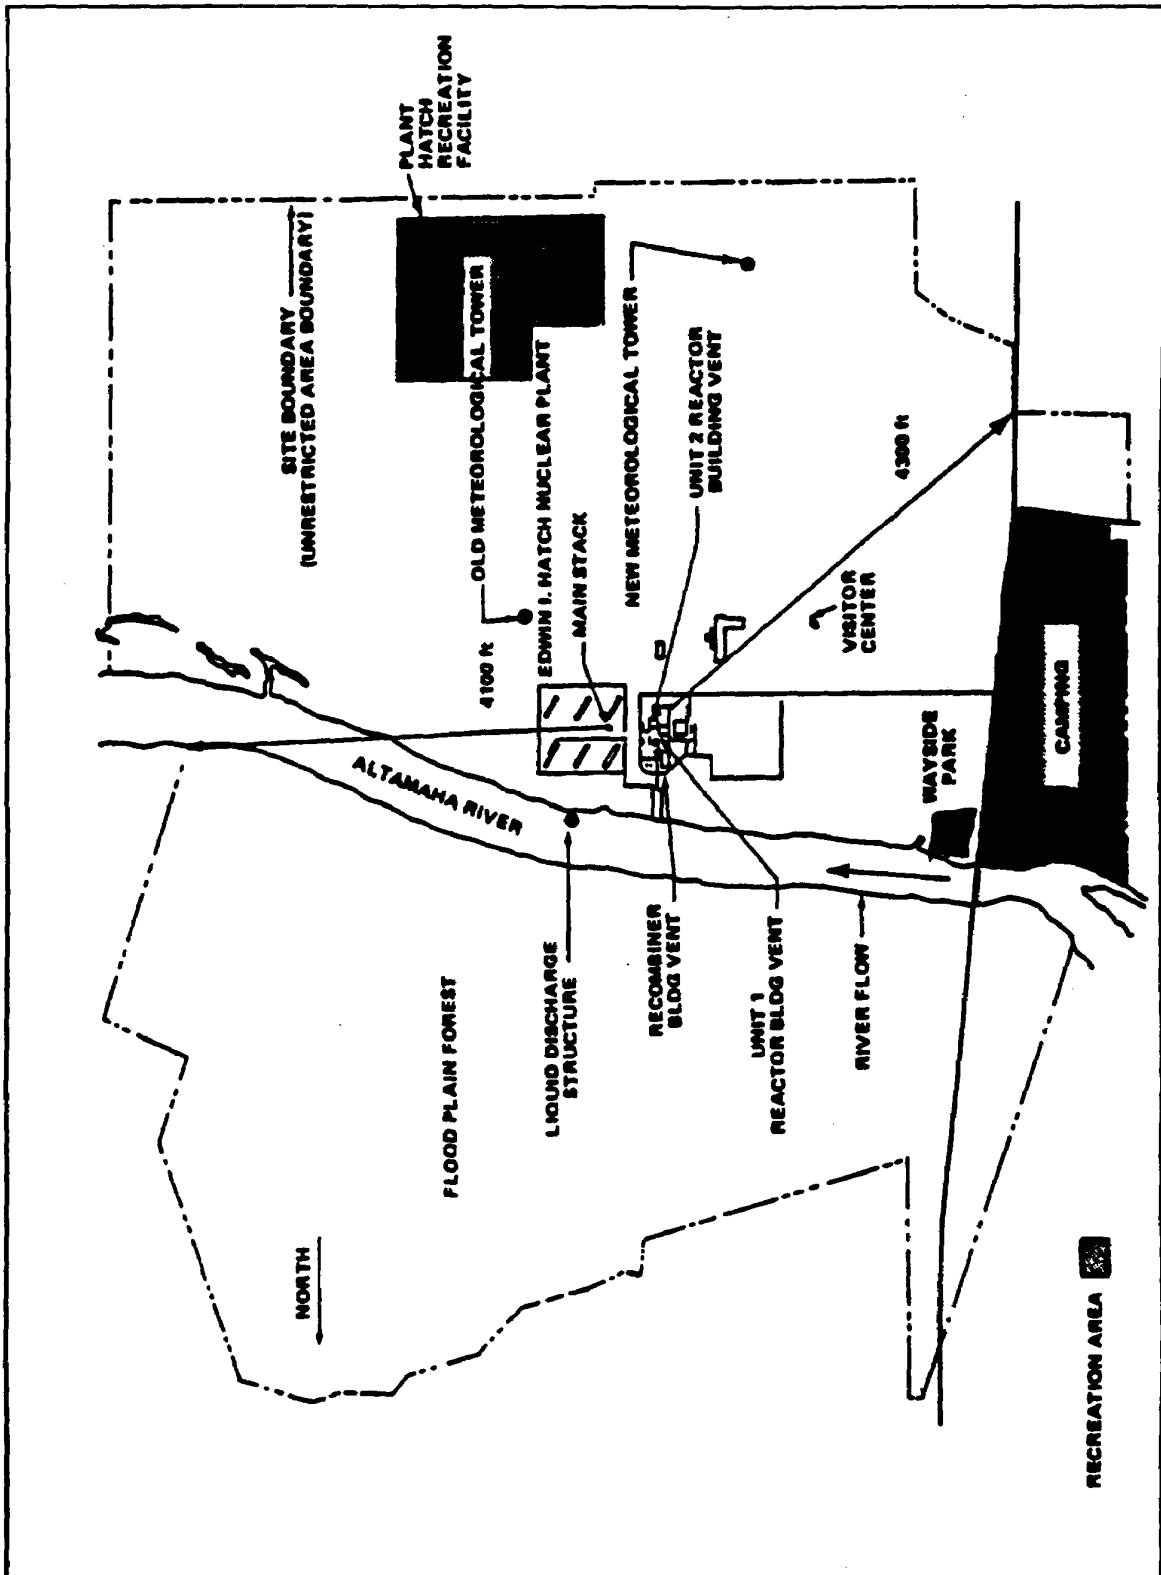 PLANT
HATCH
RECREATION
FACILITY
SITE BOUNDARY
(UNRESTRICTED AREA BOUNDARY)
OLD METEOROLOGICAL TOWER
4100 ft
EDWIN I. HATCH NUCLEAR PLANT
MAIN STACK
NEW METEOROLOGICAL TOWER
UNIT 2 REACTOR
BUILDING VENT
4300 ft
VISITOR
CENTER
WAYSIDE
PARK
CAMPING
ALTAMAHA RIVER
LIQUID DISCHARGE
STRUCTURE
RECOMBINER
BLDG VENT
UNIT 1
REACTOR BLDG VENT
RIVER FLOW
FLOOD PLAIN FOREST
NORTH
RECREATION AREA